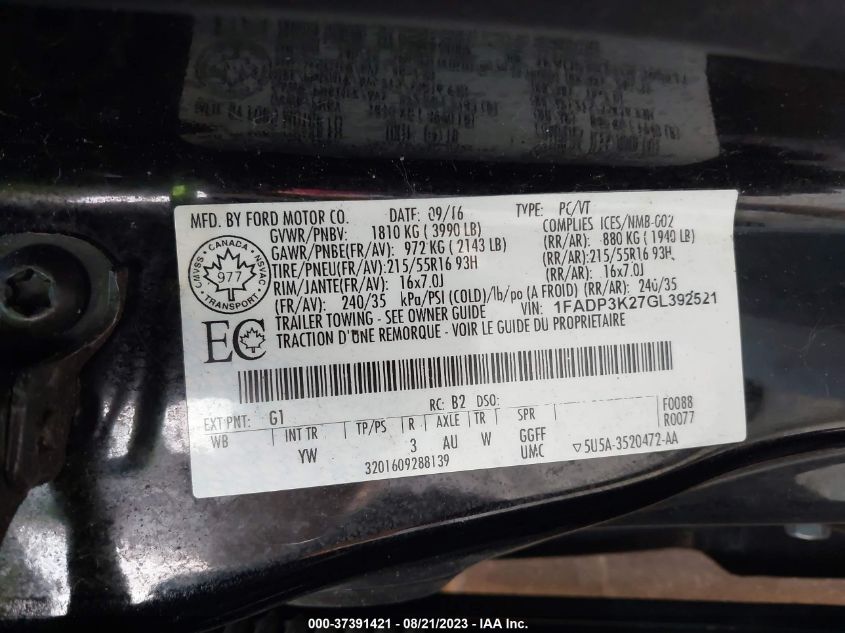 MFD. BY FORD MOTOR CO. DATE: 09/16 TYPE: PC/VT
GVWR/PNBV: 1810 KG ( 3990 LB) COMPLIES ICES/NMB-002
GAWR/PNBE(FR/AV): 972 KG ( 2143 LB) (RR/AR): 880 KG ( 1940 LB)
TIRE/PNEU(FR/AV):215/55R16 93H (RR/AR):215/55R16 93H
RIM/JANTE(FR/AV): 16x7.0J (RR/AR): 16x7.0J
(FR/AV): 240/35 kPa/PSI (COLD)/lb/po (A FROID) (RR/AR): 240/35
TRAILER TOWING - SEE OWNER GUIDE VIN: 1FADP3K27GL392521
TRACTION D'UNE REMORQUE - VOIR LE GUIDE DU PROPRIETAIRE
CANADA
CMVSS 977 NSVAC
TRANSPORT
EC
EXT PNT: G1 RC: B2 DSO: F0088
WB INT TR TP/PS R AXLE TR SPR R0077
YW 3 AU W GGFF ▽5U5A-3520472-AA
3201609288139 UMC
000-37391421 - 08/21/2023 - IAA Inc.